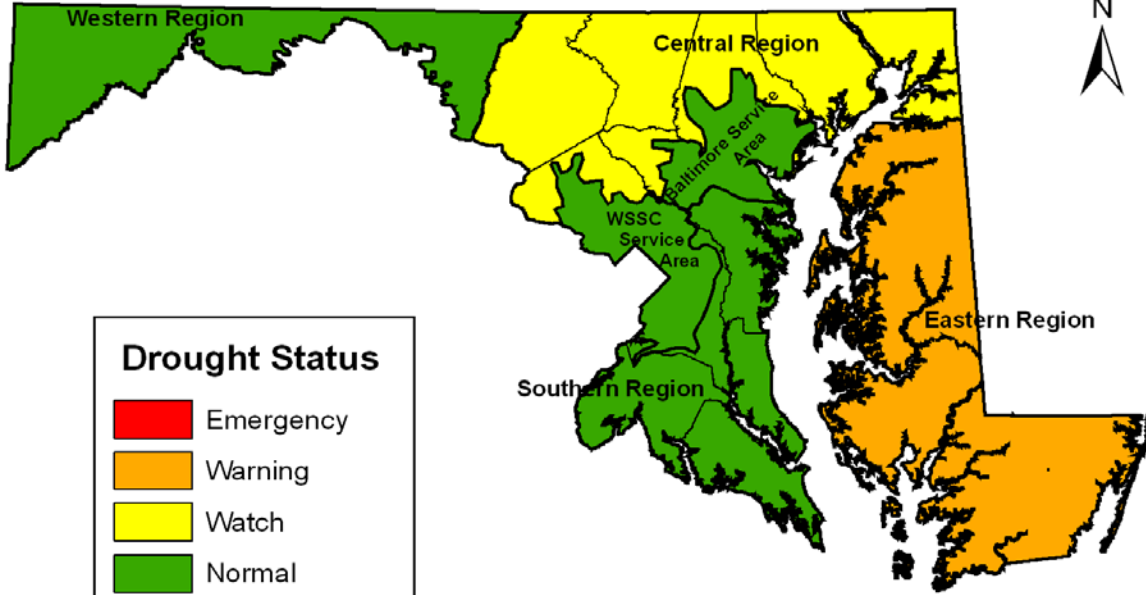 N
Western Region
Central Region
Baltimore Service
Area
WSSC
Service
Area
Eastern Region
Southern Region
Drought Status
Emergency
Warning
Watch
Normal